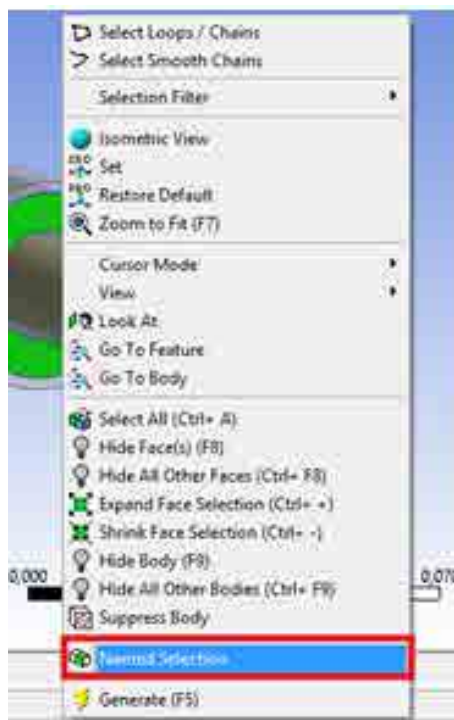 Select Loops / Chains
Select Smooth Chains
Selection Filter
Isometric View
Set
Restore Default
Zoom to Fit (F7)
Cursor Mode
View
Look At
Go To Feature
Go To Body
Select All (Ctrl+ A)
Hide Face(s) (F8)
Hide All Other Faces (Ctrl+ F8)
Expand Face Selection (Ctrl+ +)
Shrink Face Selection (Ctrl+ -)
Hide Body (F9)
0,000
Hide All Other Bodies (Ctrl+ F9)
0,070
Suppress Body
Named Selection
Generate (F5)